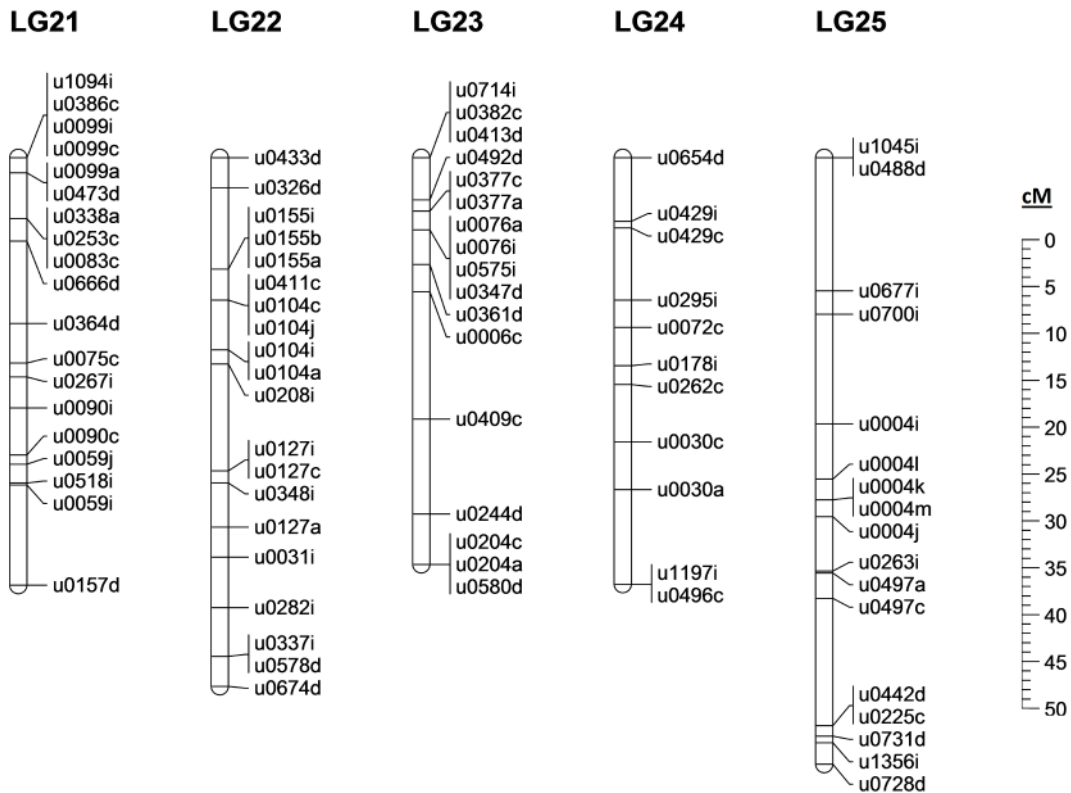 LG21
u1094i
u0386c
u0099i
u0099c
u0099a
u0473d
u0338a
u0253c
u0083c
u0666d
u0364d
u0075c
u0267i
u0090i
u0090c
u0059j
u0518i
u0059i
u0157d
LG22
u0433d
u0326d
u0155i
u0155b
u0155a
u0411c
u0104c
u0104j
u0104i
u0104a
u0208i
u0127i
u0127c
u0348i
u0127a
u0031i
u0282i
u0337i
u0578d
u0674d
LG23
u0714i
u0382c
u0413d
u0492d
u0377c
u0377a
u0076a
u0076i
u0575i
u0347d
u0361d
u0006c
u0409c
u0244d
u0204c
u0204a
u0580d
LG24
u0654d
u0429i
u0429c
u0295i
u0072c
u0178i
u0262c
u0030c
u0030a
u1197i
u0496c
LG25
u1045i
u0488d
u0677i
u0700i
u0004i
u0004l
u0004k
u0004m
u0004j
u0263i
u0497a
u0497c
u0442d
u0225c
u0731d
u1356i
u0728d
cM
0
5
10
15
20
25
30
35
40
45
50